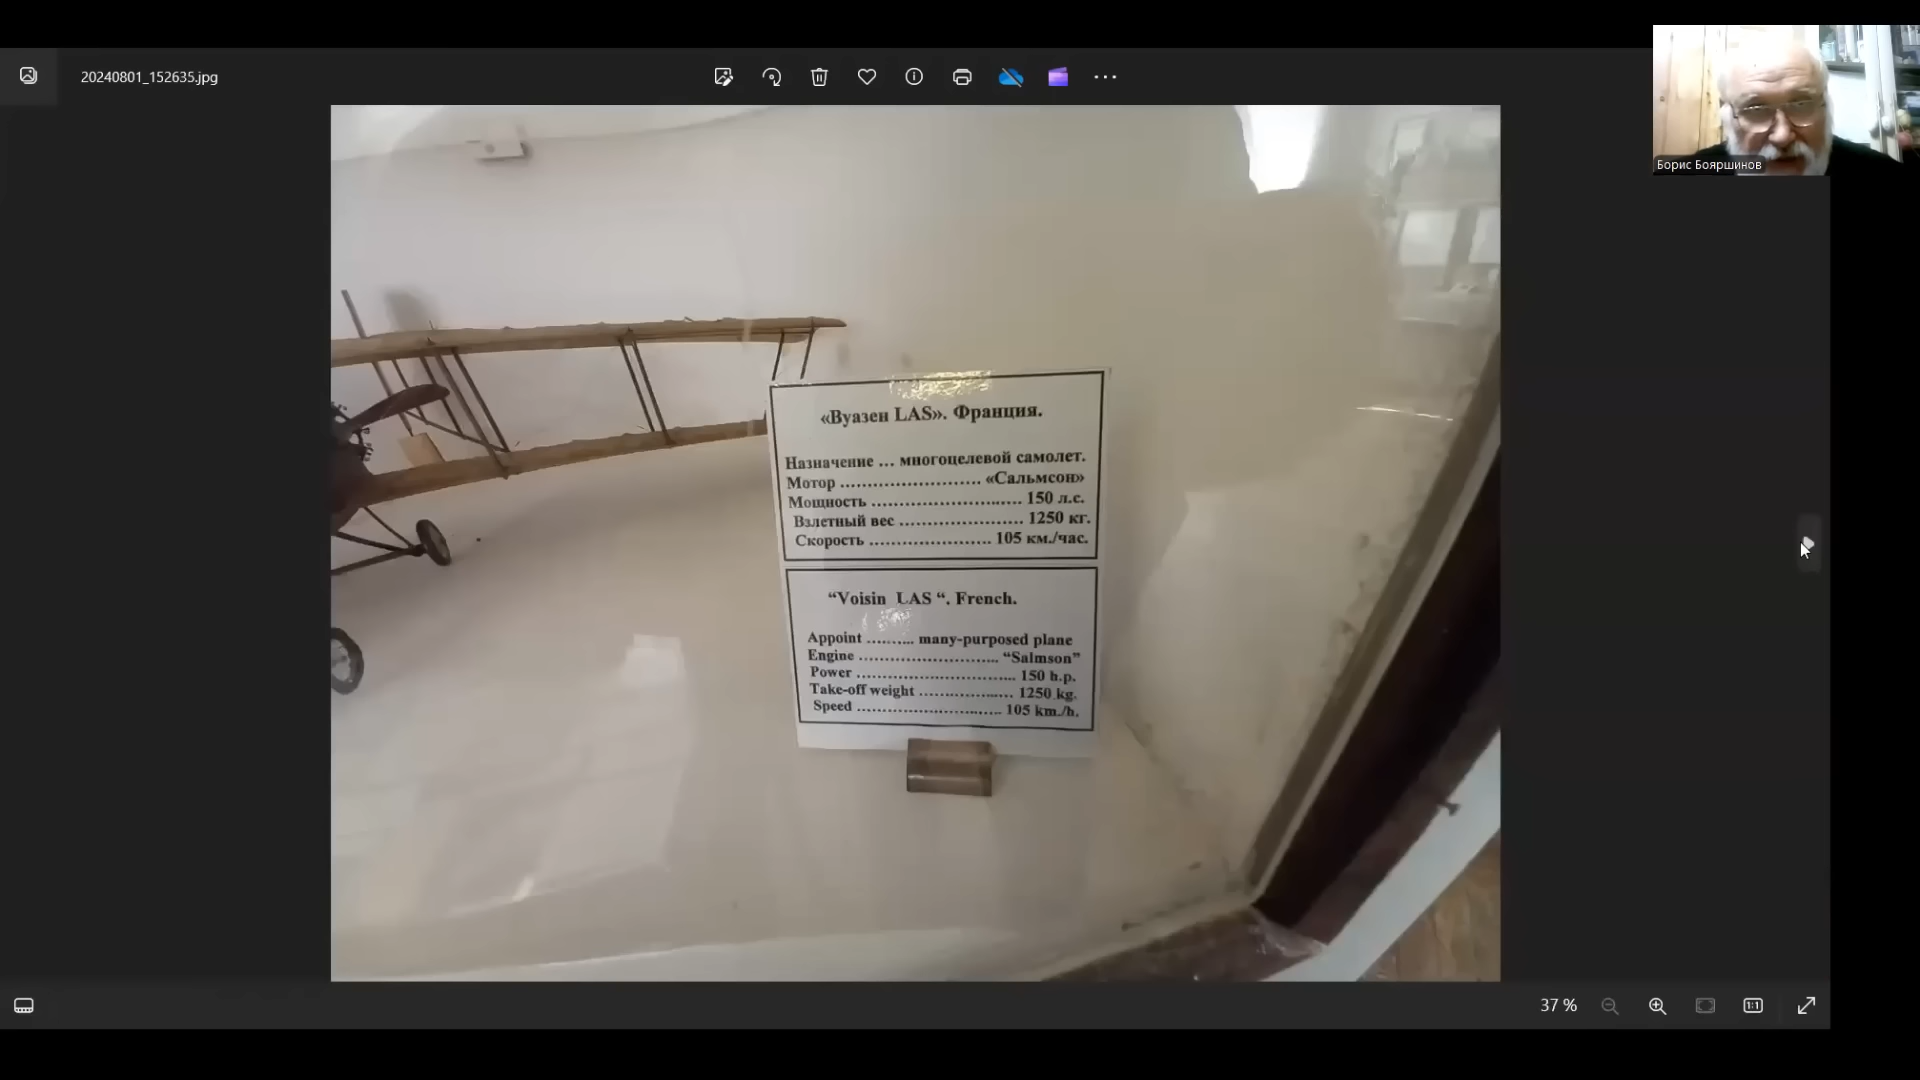 20240801_152635.jpg
Борис Бояршинов
«Вуазен LAS». Франция.
Назначение ... многоцелевой самолет.
Мотор ........................ «Сальмсон»
Мощность .......................... 150 л.с.
Взлетный вес ...................... 1250 кг.
Скорость ...................... 105 км./час.
“Voisin LAS “. French.
Appoint ......... many-purposed plane
Engine .......................... “Salmson”
Power ............................. 150 h.p.
Take-off weight ................. 1250 kg.
Speed .......................... 105 km./h.
37 %
1:1